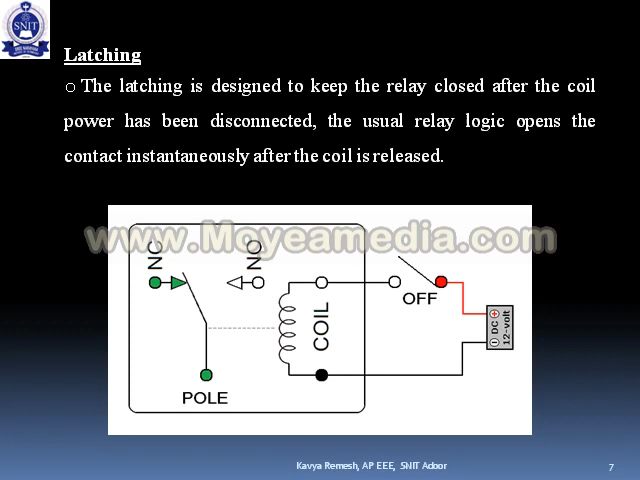 SNIT
Latching
o The latching is designed to keep the relay closed after the coil
power has been disconnected, the usual relay logic opens the
contact instantaneously after the coil is released.
www.Moyeamedia.com
NC
NO
COIL
OFF
DC
12-volt
POLE
Kavya Remesh, AP EEE, SNIT Adoor
7